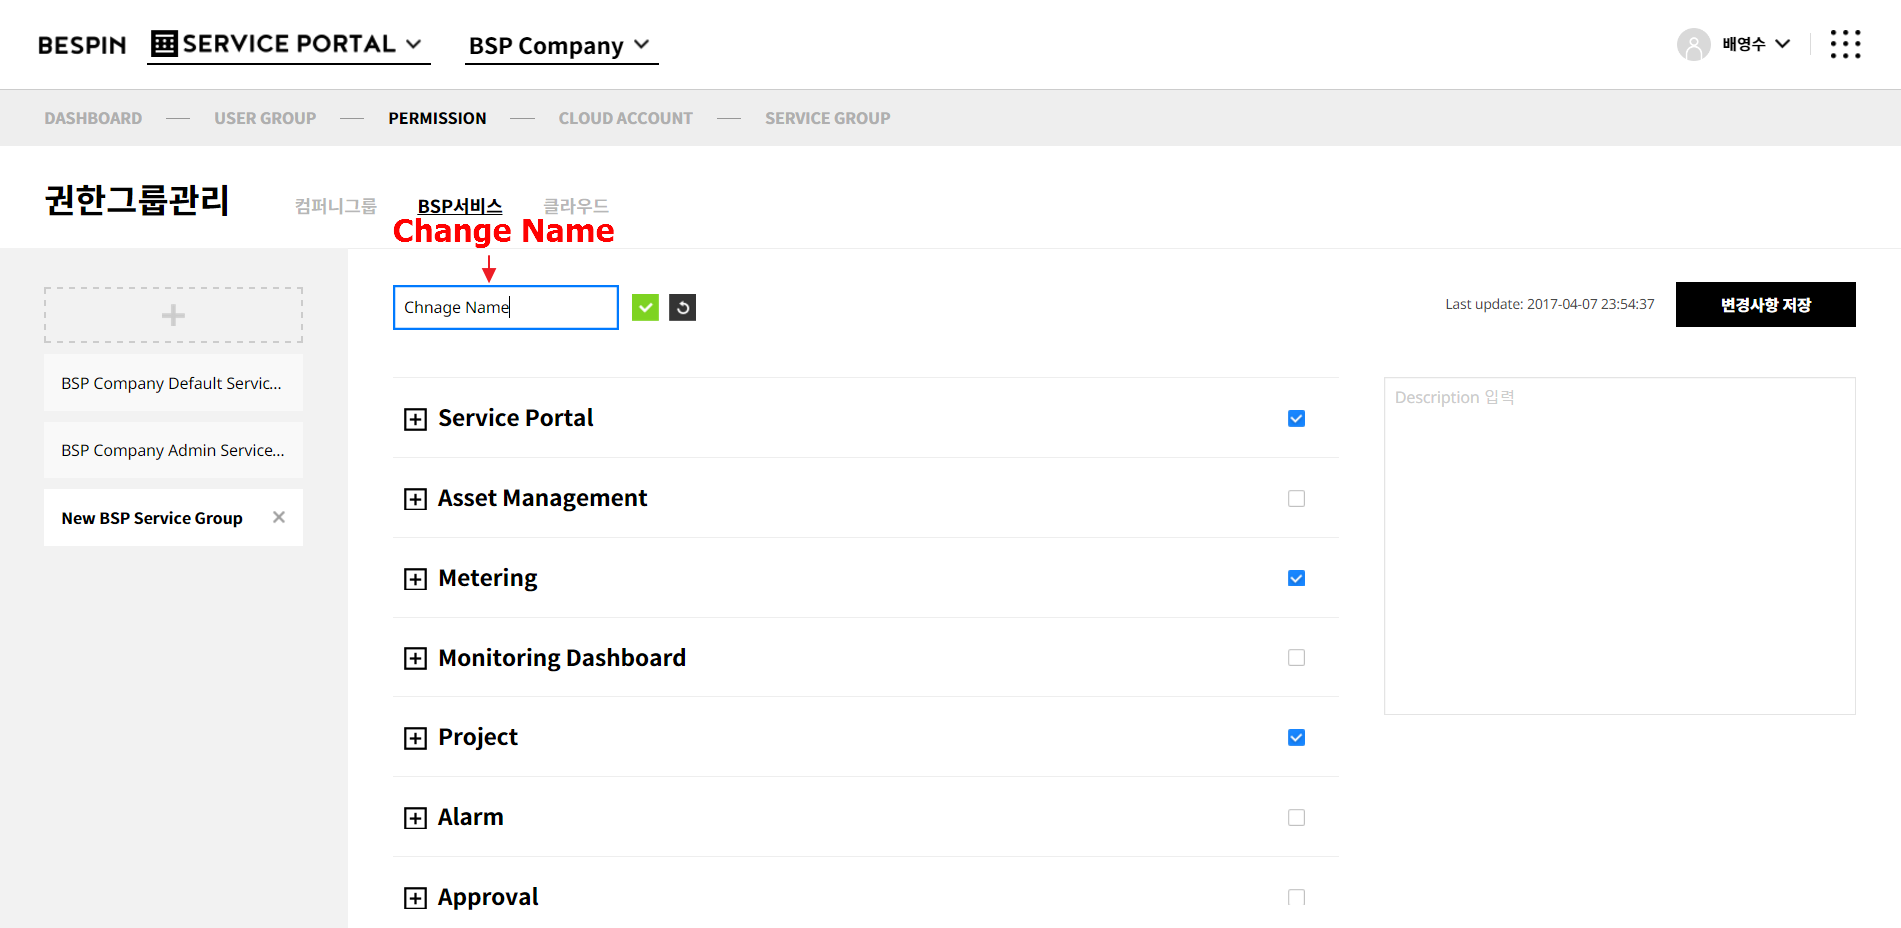 BESPIN SERVICE PORTAL BSP Company 배영수
DASHBOARD USER GROUP PERMISSION CLOUD ACCOUNT SERVICE GROUP
권한그룹관리 컴퍼니그룹 BSP서비스 클라우드
Change Name
Chnage Name Last update: 2017-04-07 23:54:37 변경사항 저장
BSP Company Default Servic...
BSP Company Admin Service...
New BSP Service Group
Service Portal
Asset Management
Metering
Monitoring Dashboard
Project
Alarm
Approval
Description 입력